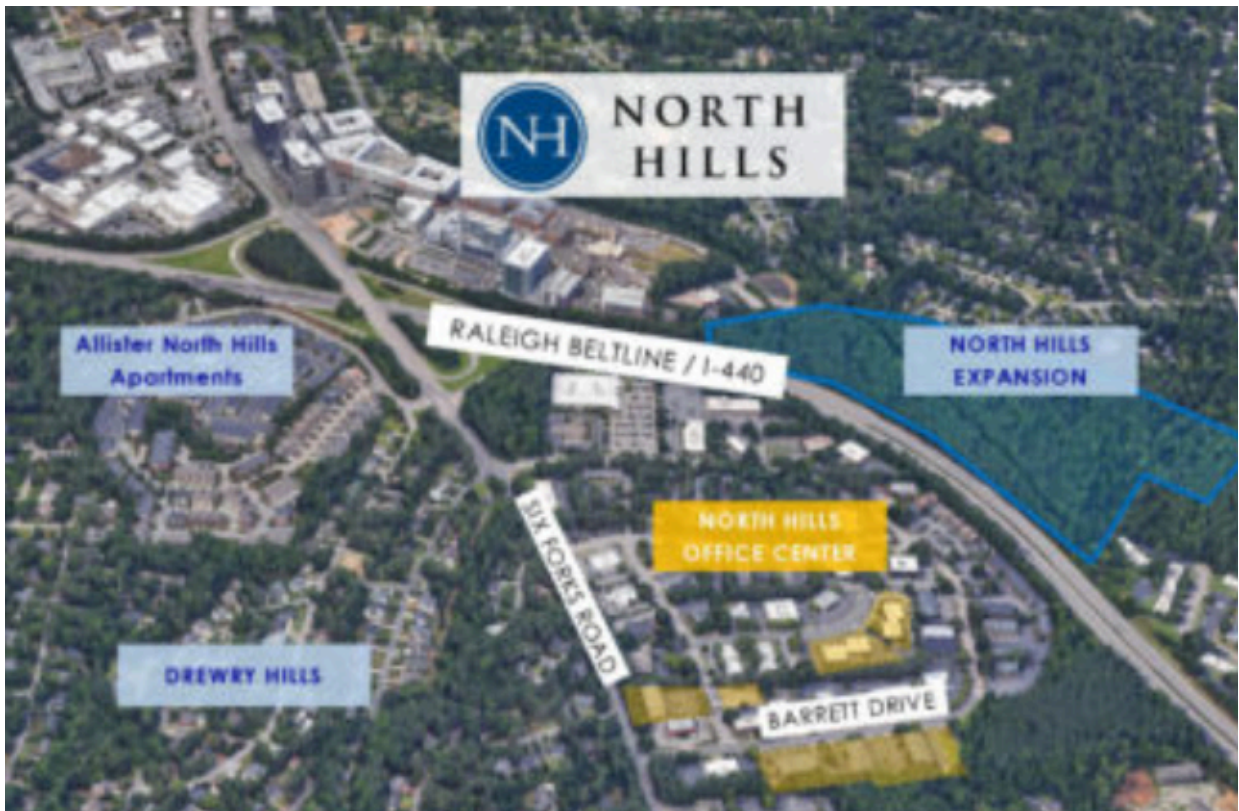 NH NORTH
HILLS
RALEIGH BELTLINE / I-440
Allister North Hills
Apartments
NORTH HILLS
EXPANSION
NORTH HILLS
OFFICE CENTER
SIX FORKS ROAD
DREWRY HILLS
BARRETT DRIVE